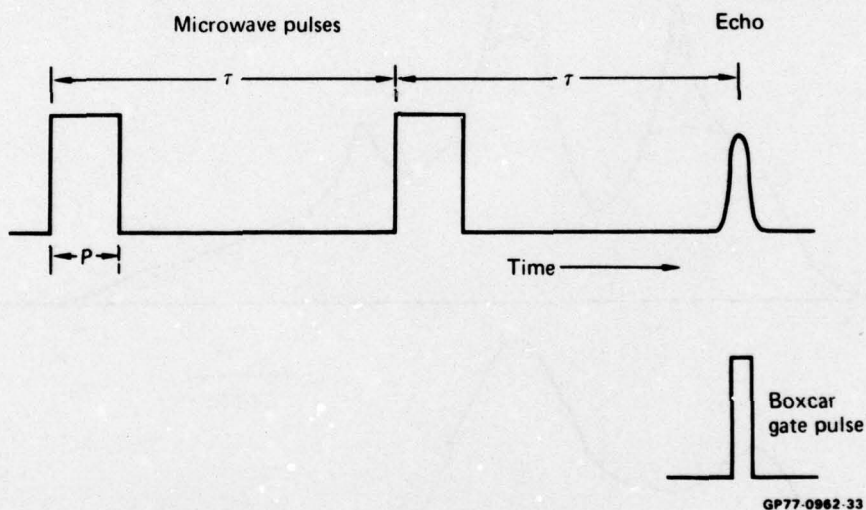 Microwave pulses
Echo
τ
τ
P
Time
Boxcar
gate pulse
GP77-0962-33